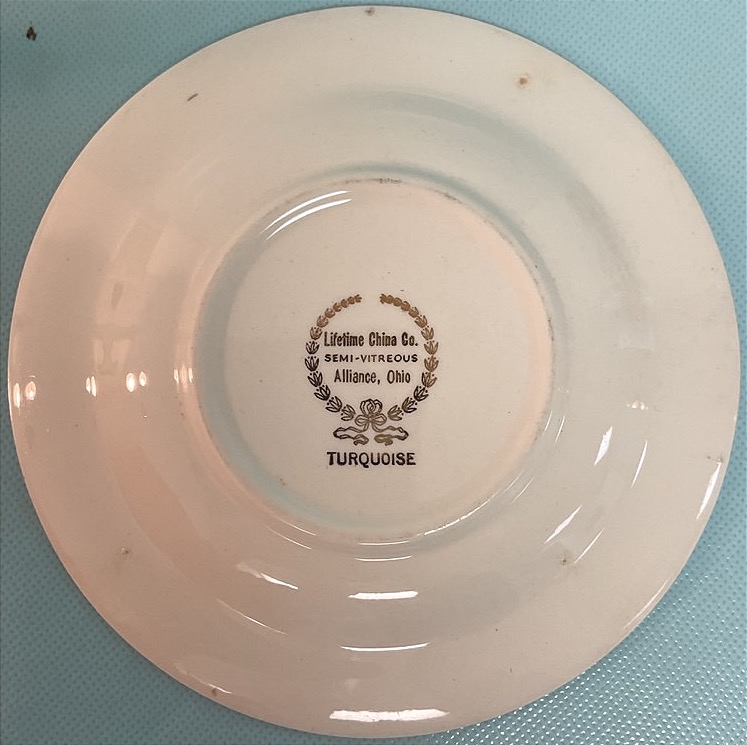 Lifetime China Co.
SEMI-VITREOUS
Alliance, Ohio
TURQUOISE